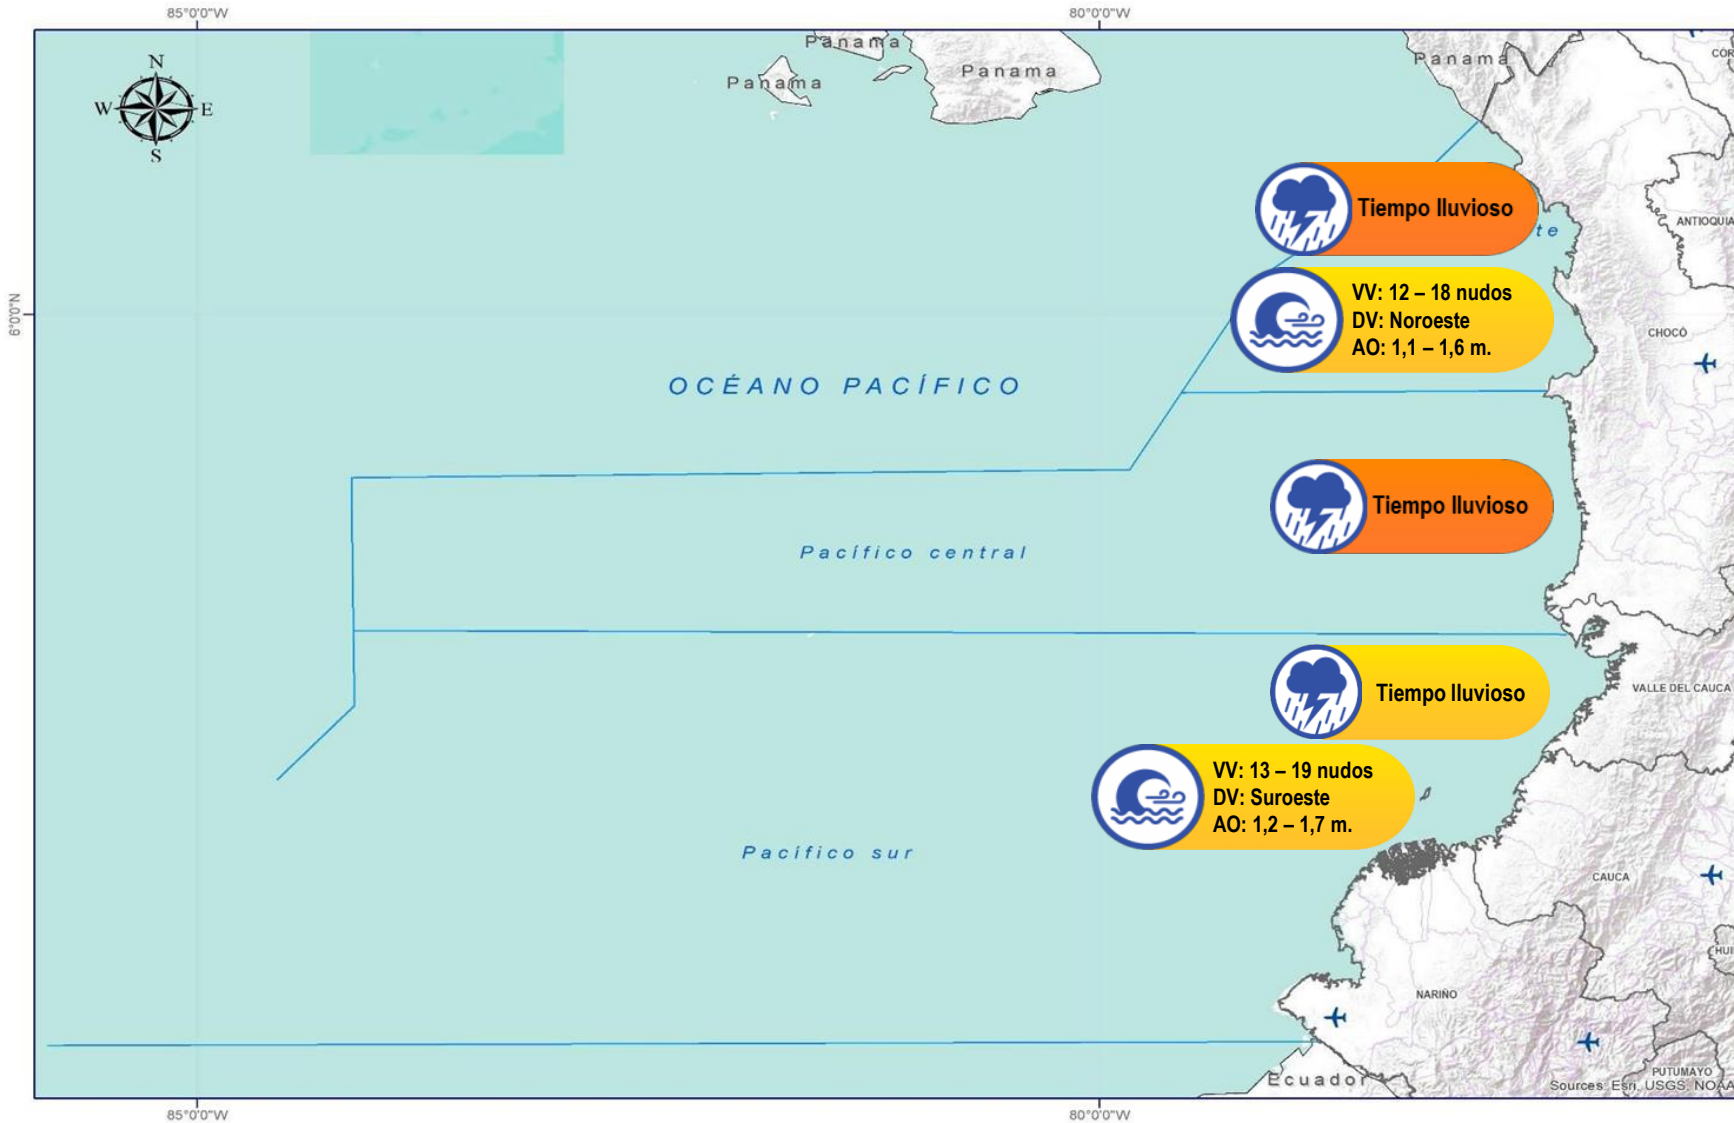 85°0'0"W
80°0'0"W
N
W
E
S
Panama
Panama
Panama
Panama
CÓR
ANTIOQUIA
Tiempo lluvioso
te
6°0'0"N
VV: 12 – 18 nudos
DV: Noroeste
AO: 1,1 – 1,6 m.
CHOCÓ
OCÉANO PACÍFICO
Tiempo lluvioso
Pacífico central
Tiempo lluvioso
VALLE DEL CAUCA
VV: 13 – 19 nudos
DV: Suroeste
AO: 1,2 – 1,7 m.
Pacífico sur
CAUCA
HUI
NARIÑO
PUTUMAYO
Ecuador
Sources: Esri, USGS, NOAA
85°0'0"W
80°0'0"W